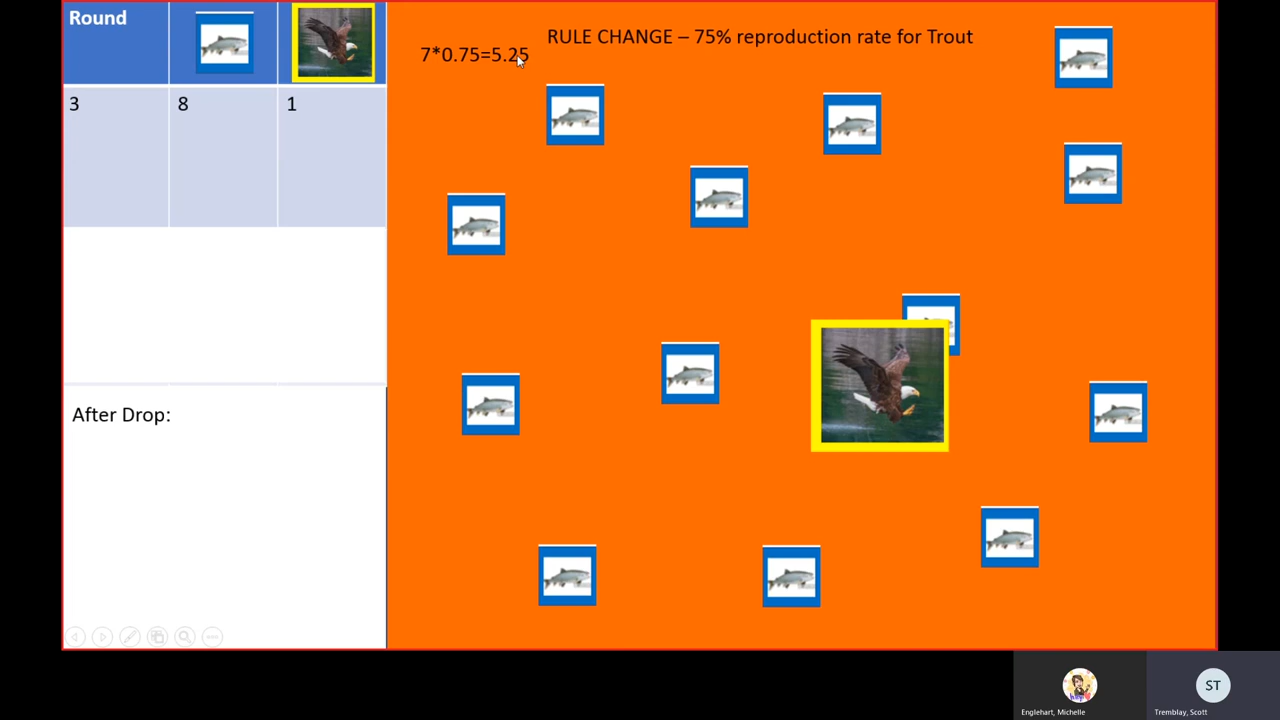 Round
RULE CHANGE – 75% reproduction rate for Trout
7*0.75=5.25
3 8 1
After Drop:
ST
Englehart, Michelle
Tremblay, Scott